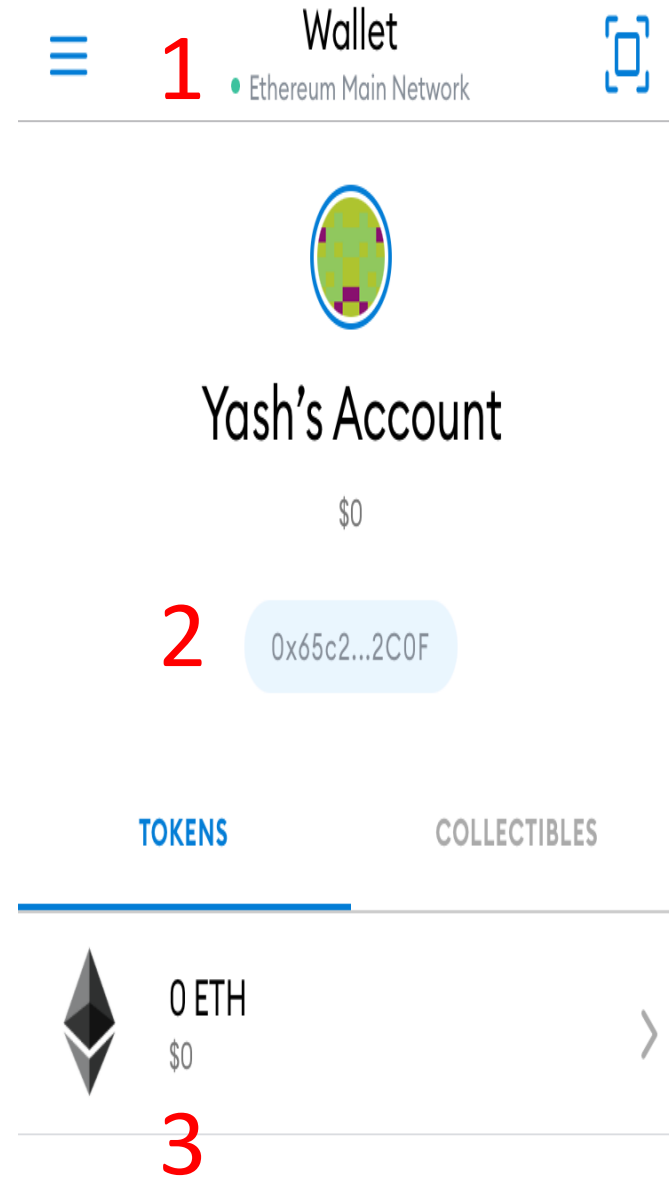 Wallet
1
Ethereum Main Network
Yash's Account
$0
2
0x65c2...2C0F
TOKENS
COLLECTIBLES
0 ETH
$0
3